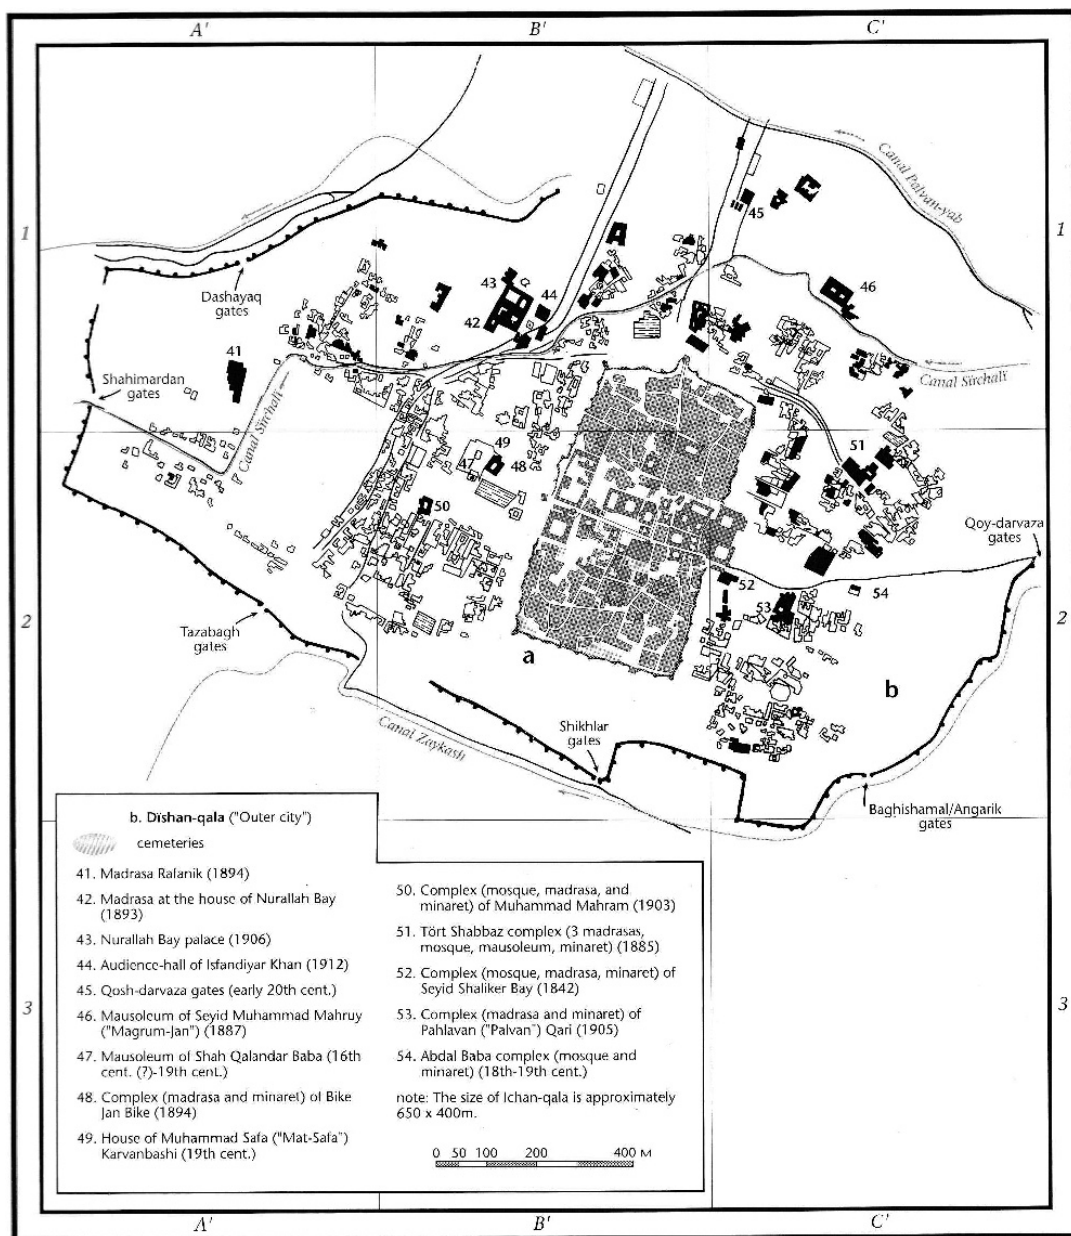 A'
B'
C'
1
1
Canal Palvan-yab
45
Dashayaq
gates
43
44
42
46
41
Shahimardan
gates
Canal Sirchali
Canal Sirchali
49
47
48
51
50
Qoy-darvaza
gates
52
53
54
2
2
Tazabagh
gates
a
b
Canal Zaykash
Shikhlar
gates
Baghishamal/Angarik
gates
b. Dïshan-qala ("Outer city")
cemeteries
41. Madrasa Rafanik (1894)
42. Madrasa at the house of Nurallah Bay
(1893)
43. Nurallah Bay palace (1906)
44. Audience-hall of Isfandiyar Khan (1912)
45. Qosh-darvaza gates (early 20th cent.)
46. Mausoleum of Seyid Muhammad Mahruy
("Magrum-Jan") (1887)
47. Mausoleum of Shah Qalandar Baba (16th
cent. (?)-19th cent.)
48. Complex (madrasa and minaret) of Bike
Jan Bike (1894)
49. House of Muhammad Safa ("Mat-Safa")
Karvanbashi (19th cent.)
50. Complex (mosque, madrasa, and
minaret) of Muhammad Mahram (1903)
51. Tört Shabbaz complex (3 madrasas,
mosque, mausoleum, minaret) (1885)
52. Complex (mosque, madrasa, minaret) of
Seyid Shaliker Bay (1842)
53. Complex (madrasa and minaret) of
Pahlavan ("Palvan") Qari (1905)
54. Abdal Baba complex (mosque and
minaret) (18th-19th cent.)
note: The size of Ichan-qala is approximately
650 x 400m.
0 50 100 200 400 M
3
3
A'
B'
C'